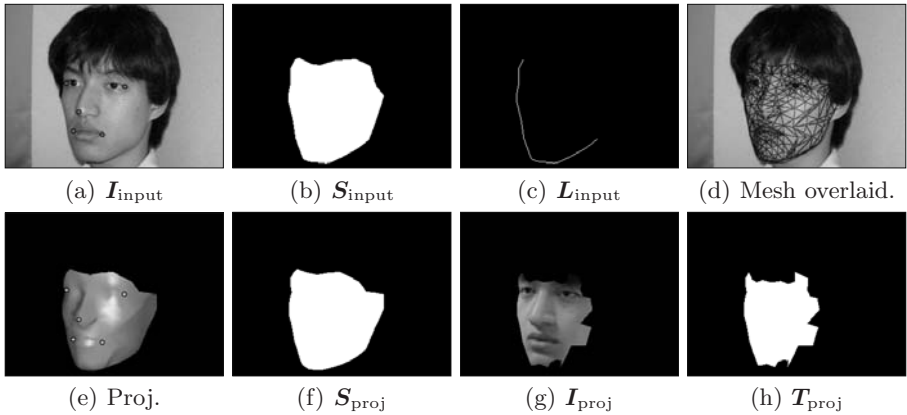 (a) I_input
(b) S_input
(c) L_input
(d) Mesh overlaid.
(e) Proj.
(f) S_proj
(g) I_proj
(h) T_proj